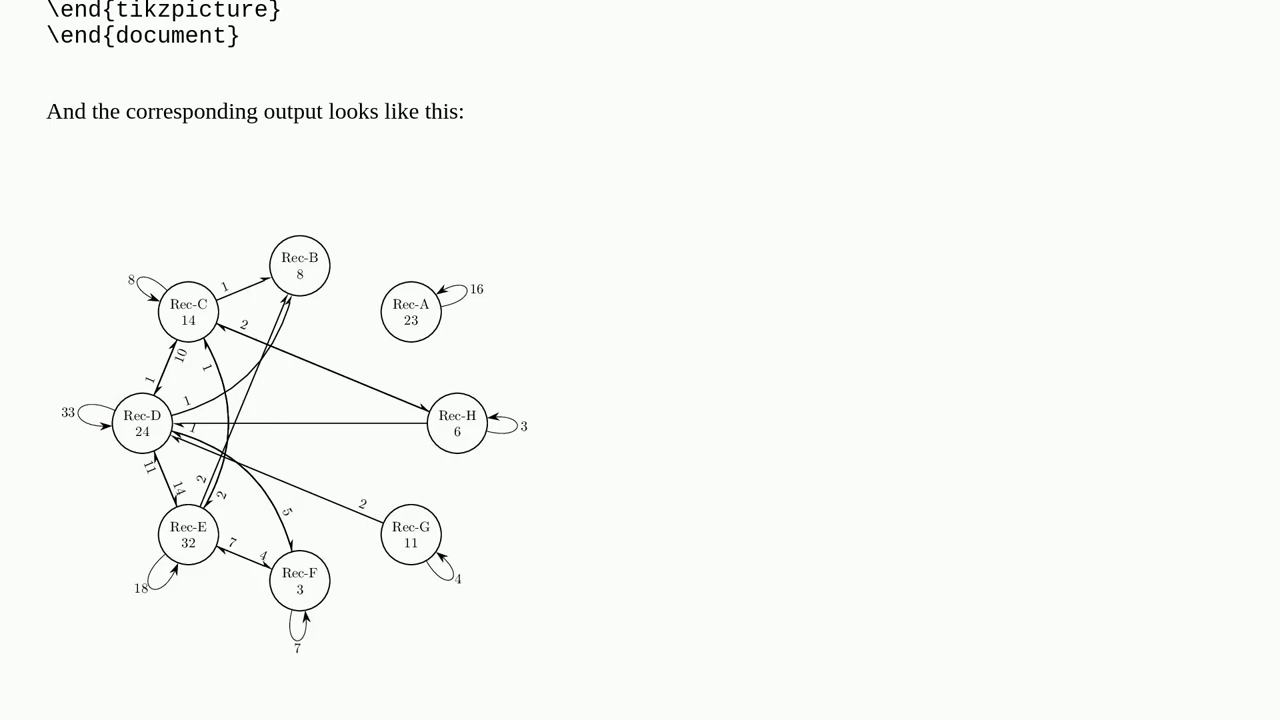 \end{tikzpicture}
\end{document}
And the corresponding output looks like this:
Rec-B
8
8
1
16
Rec-C
14
Rec-A
23
2
10
1
1
33
1
Rec-D
24
Rec-H
6
3
1
11
14
2
2
2
5
Rec-E
32
Rec-G
11
7
4
Rec-F
3
18
4
7